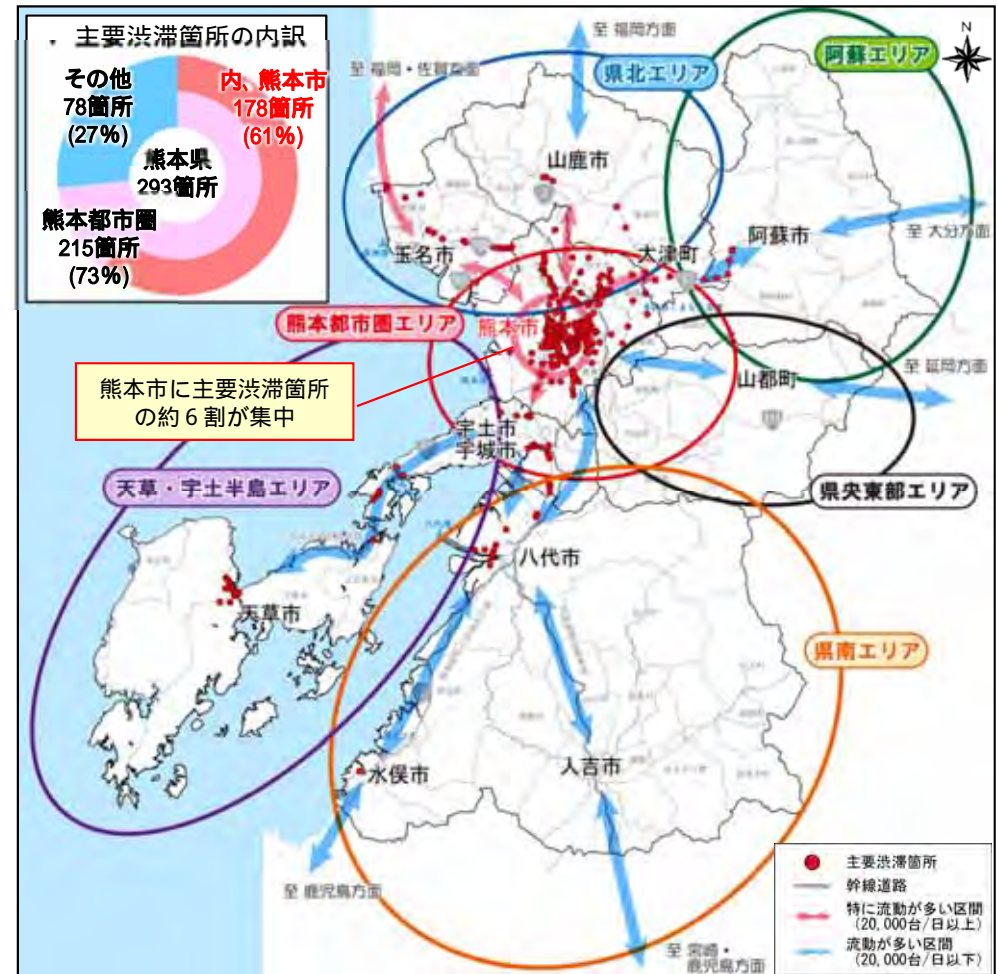 主要渋滞箇所の内訳
その他
78箇所
(27%)
内、熊本市
178箇所
(61%)
熊本県
293箇所
熊本都市圏
215箇所
(73%)
至 福岡方面
至 福岡・佐賀方面
県北エリア
阿蘇エリア
N
山鹿市
玉名市
大津町
阿蘇市
至 大分方面
熊本都市圏エリア
熊本市
熊本市に主要渋滞箇所
の約6割が集中
山都町
至 延岡方面
宇土市
宇城市
天草・宇土半島エリア
県央東部エリア
八代市
天草市
県南エリア
水俣市
人吉市
至 鹿児島方面
至 宮崎・
鹿児島方面
主要渋滞箇所
幹線道路
特に流動が多い区間
(20,000台/日以上)
流動が多い区間
(20,000台/日以下)